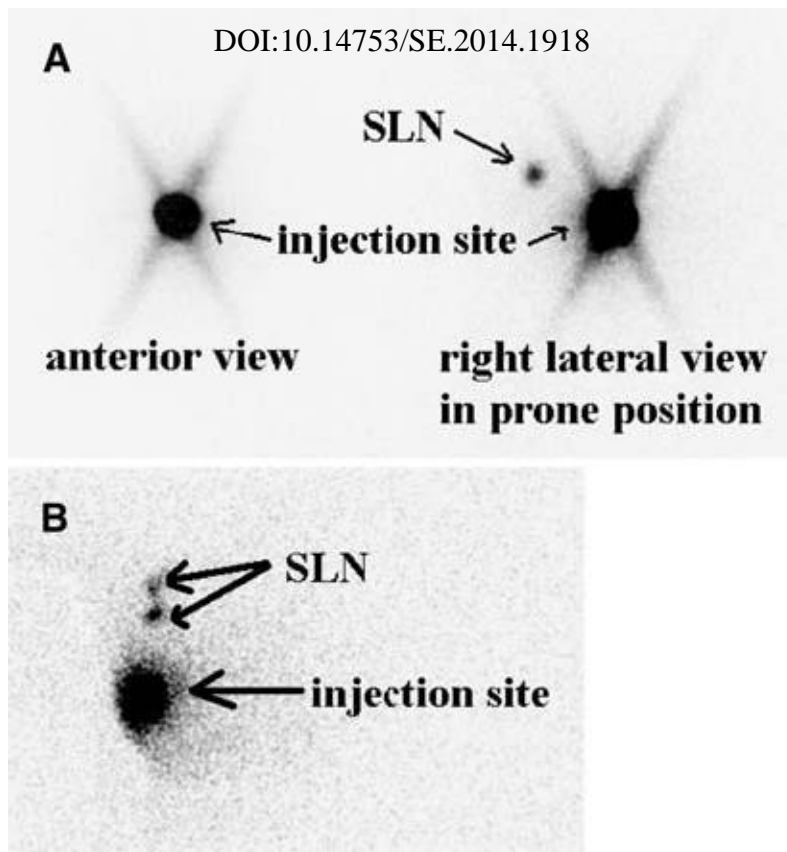 A
DOI:10.14753/SE.2014.1918
SLN
injection site
anterior view
right lateral view
in prone position
B
SLN
injection site